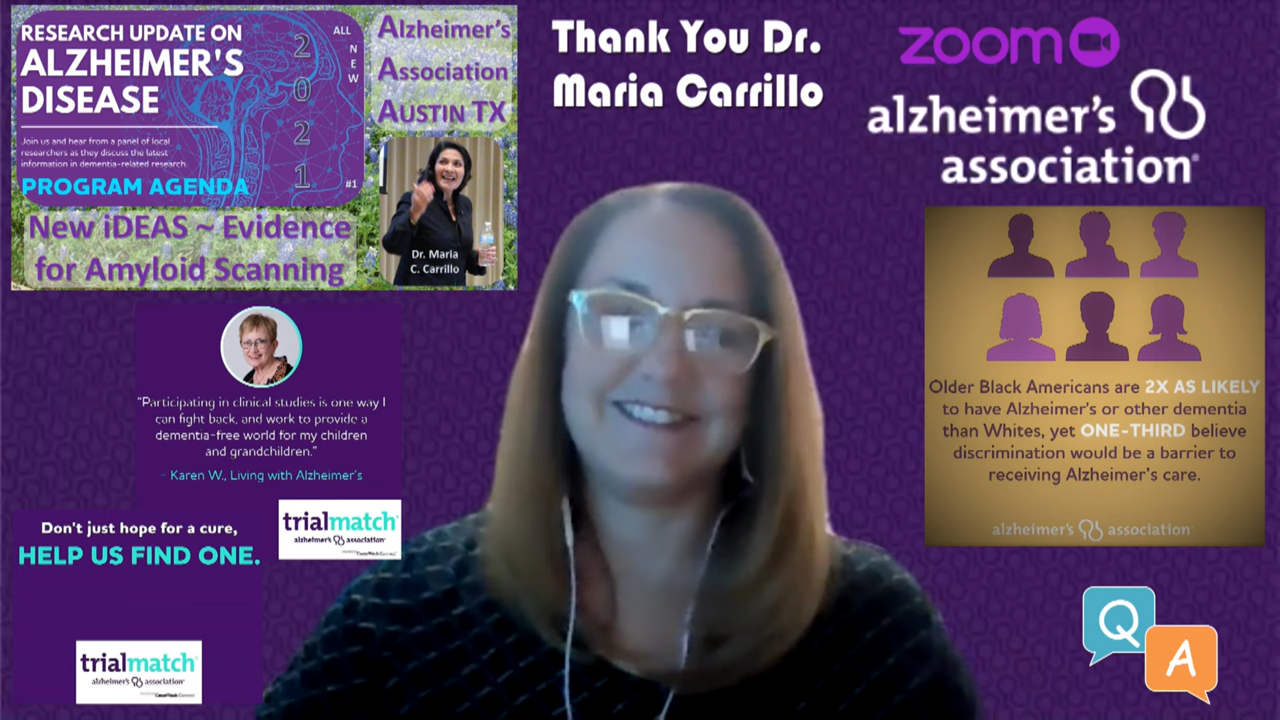 RESEARCH UPDATE ON
ALZHEIMER'S
DISEASE
Join us and hear from a panel of local
researchers as they discuss the latest
information in dementia-related research.
PROGRAM AGENDA
ALL
NEW
2021
#1
Alzheimer's
Association
AUSTIN TX
New iDEAS ~ Evidence
for Amyloid Scanning
Dr. Maria
C. Carrillo
Thank You Dr.
Maria Carrillo
zoom
alzheimer's
association®
"Participating in clinical studies is one way I
can fight back, and work to provide a
dementia-free world for my children
and grandchildren."
- Karen W., Living with Alzheimer's
trialmatch
alzheimer's association
Don't just hope for a cure,
HELP US FIND ONE.
trialmatch
alzheimer's association
Older Black Americans are 2X AS LIKELY
to have Alzheimer's or other dementia
than Whites, yet ONE-THIRD believe
discrimination would be a barrier to
receiving Alzheimer's care.
alzheimer's association
Q
A